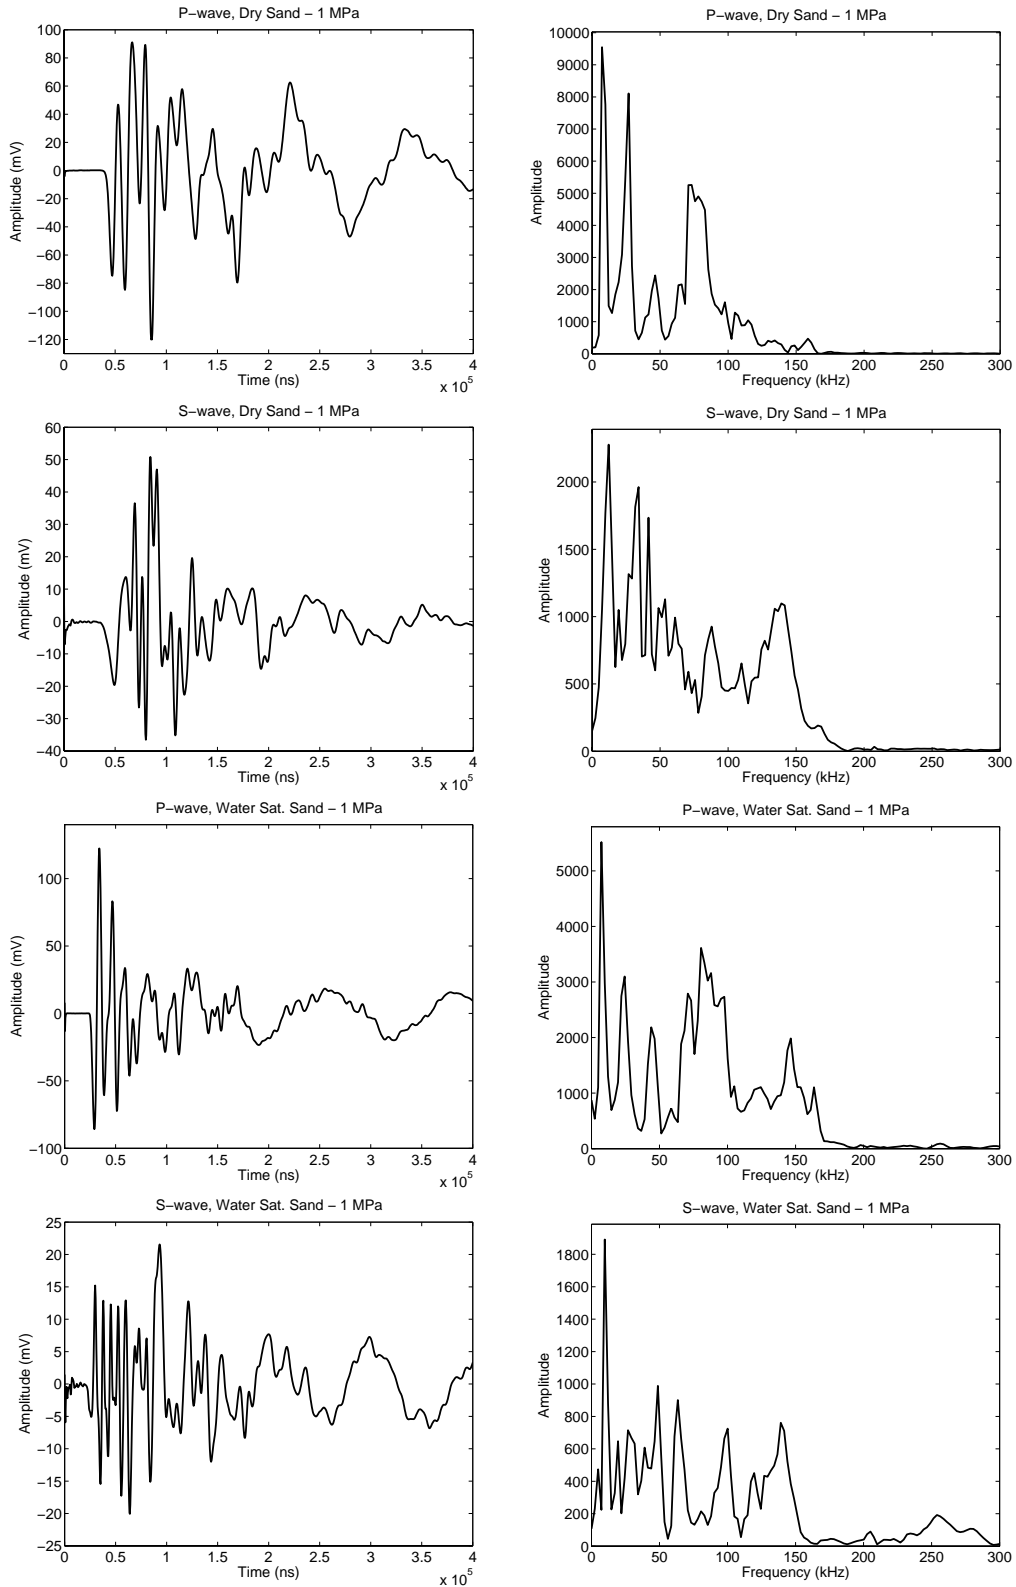 P−wave, Dry Sand − 1 MPa
100
80
60
40
20
0
−20
−40
−60
−80
−100
−120
Amplitude (mV)
0 0.5 1 1.5 2 2.5 3 3.5 4
Time (ns)
x 10^5
P−wave, Dry Sand − 1 MPa
10000
9000
8000
7000
6000
5000
4000
3000
2000
1000
0
Amplitude
0 50 100 150 200 250 300
Frequency (kHz)
S−wave, Dry Sand − 1 MPa
60
50
40
30
20
10
0
−10
−20
−30
−40
Amplitude (mV)
0 0.5 1 1.5 2 2.5 3 3.5 4
Time (ns)
x 10^5
S−wave, Dry Sand − 1 MPa
2000
1500
1000
500
0
Amplitude
0 50 100 150 200 250 300
Frequency (kHz)
P−wave, Water Sat. Sand − 1 MPa
100
50
0
−50
−100
Amplitude (mV)
0 0.5 1 1.5 2 2.5 3 3.5 4
Time (ns)
x 10^5
P−wave, Water Sat. Sand − 1 MPa
5000
4000
3000
2000
1000
0
Amplitude
0 50 100 150 200 250 300
Frequency (kHz)
S−wave, Water Sat. Sand − 1 MPa
25
20
15
10
5
0
−5
−10
−15
−20
−25
Amplitude (mV)
0 0.5 1 1.5 2 2.5 3 3.5 4
Time (ns)
x 10^5
S−wave, Water Sat. Sand − 1 MPa
1800
1600
1400
1200
1000
800
600
400
200
0
Amplitude
0 50 100 150 200 250 300
Frequency (kHz)